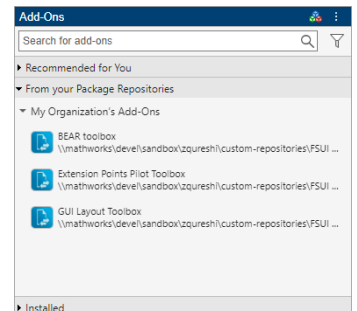 Add-Ons
Search for add-ons
Recommended for You
From your Package Repositories
My Organization's Add-Ons
BEAR toolbox
\\mathworks\devel\sandbox\zqureshi\custom-repositories\FSUI ...
Extension Points Pilot Toolbox
\\mathworks\devel\sandbox\zqureshi\custom-repositories\FSUI ...
GUI Layout Toolbox
\\mathworks\devel\sandbox\zqureshi\custom-repositories\FSUI ...
Installed